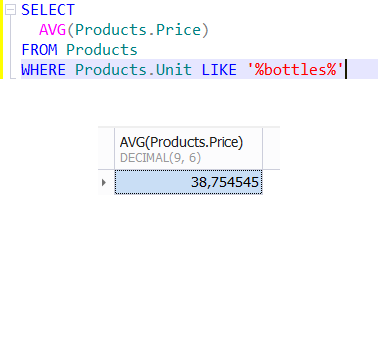 SELECT
AVG(Products.Price)
FROM Products
WHERE Products.Unit LIKE '%bottles%'
AVG(Products.Price)
DECIMAL(9, 6)
38,754545